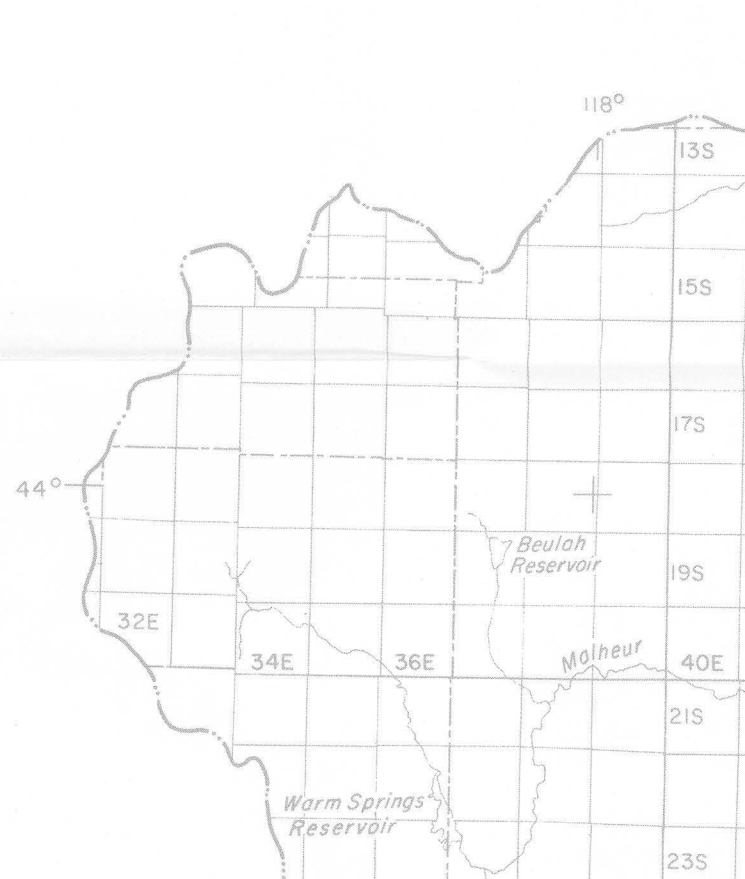 118°
13S
15S
17S
44°
Beulah
Reservoir
19S
32E
34E
36E
Malheur
40E
21S
Warm Springs
Reservoir
23S